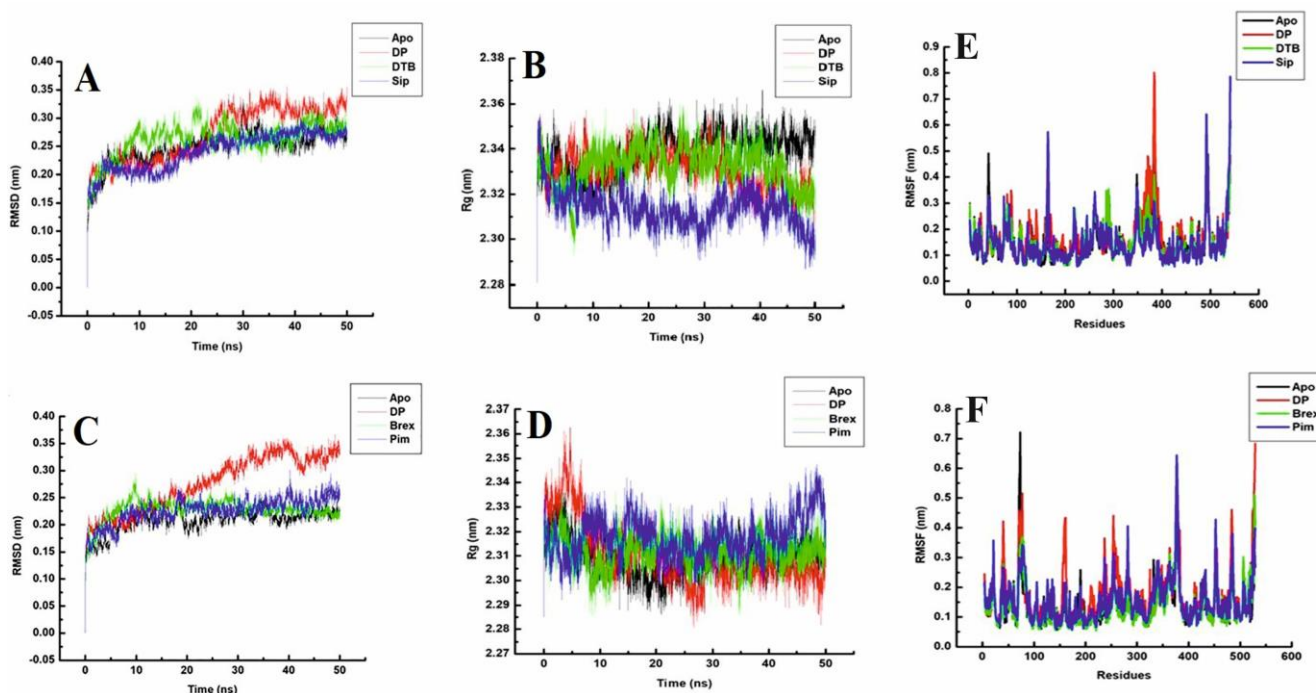 A
Apo
DP
DTB
Sip
RMSD (nm)
0.40
0.35
0.30
0.25
0.20
0.15
0.10
0.05
0.00
-0.05
0
10
20
30
40
50
Time (ns)
B
Apo
DP
DTB
Sip
Rg (nm)
2.38
2.36
2.34
2.32
2.30
2.28
0
10
20
30
40
50
Time (ns)
E
Apo
DP
DTB
Sip
RMSF (nm)
0.9
0.8
0.7
0.6
0.5
0.4
0.3
0.2
0.1
0.0
0
100
200
300
400
500
600
Residues
C
Apo
DP
Brex
Pim
RMSD (nm)
0.40
0.35
0.30
0.25
0.20
0.15
0.10
0.05
0.00
-0.05
0
10
20
30
40
50
Time (ns)
D
Apo
DP
Brex
Pim
Rg (nm)
2.37
2.36
2.35
2.34
2.33
2.32
2.31
2.30
2.29
2.28
2.27
0
10
20
30
40
50
Time (ns)
F
Apo
DP
Brex
Pim
RMSF (nm)
0.8
0.7
0.6
0.5
0.4
0.3
0.2
0.1
0.0
0
100
200
300
400
500
600
Residues